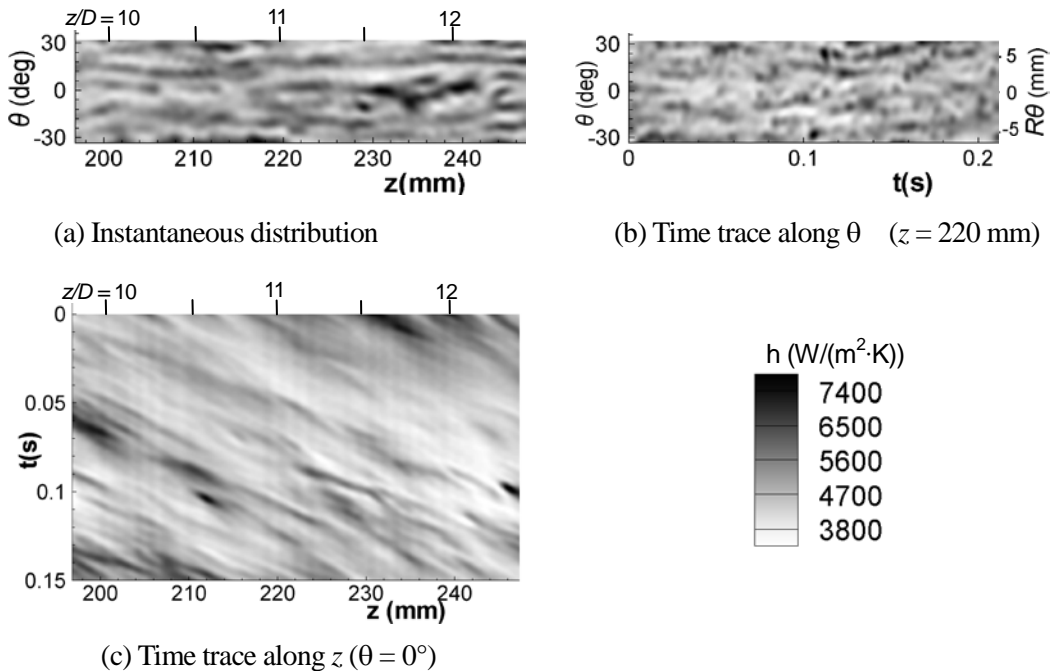 z/D = 10 11 12
30
0
-30
θ (deg)
200 210 220 230 240
z(mm)
(a) Instantaneous distribution
30
0
-30
θ (deg)
5
0
-5
Rθ (mm)
0 0.1 0.2
t(s)
(b) Time trace along θ (z = 220 mm)
z/D = 10 11 12
0
0.05
0.1
0.15
t(s)
200 210 220 230 240
z (mm)
(c) Time trace along z (θ = 0°)
h (W/(m²·K))
7400
6500
5600
4700
3800